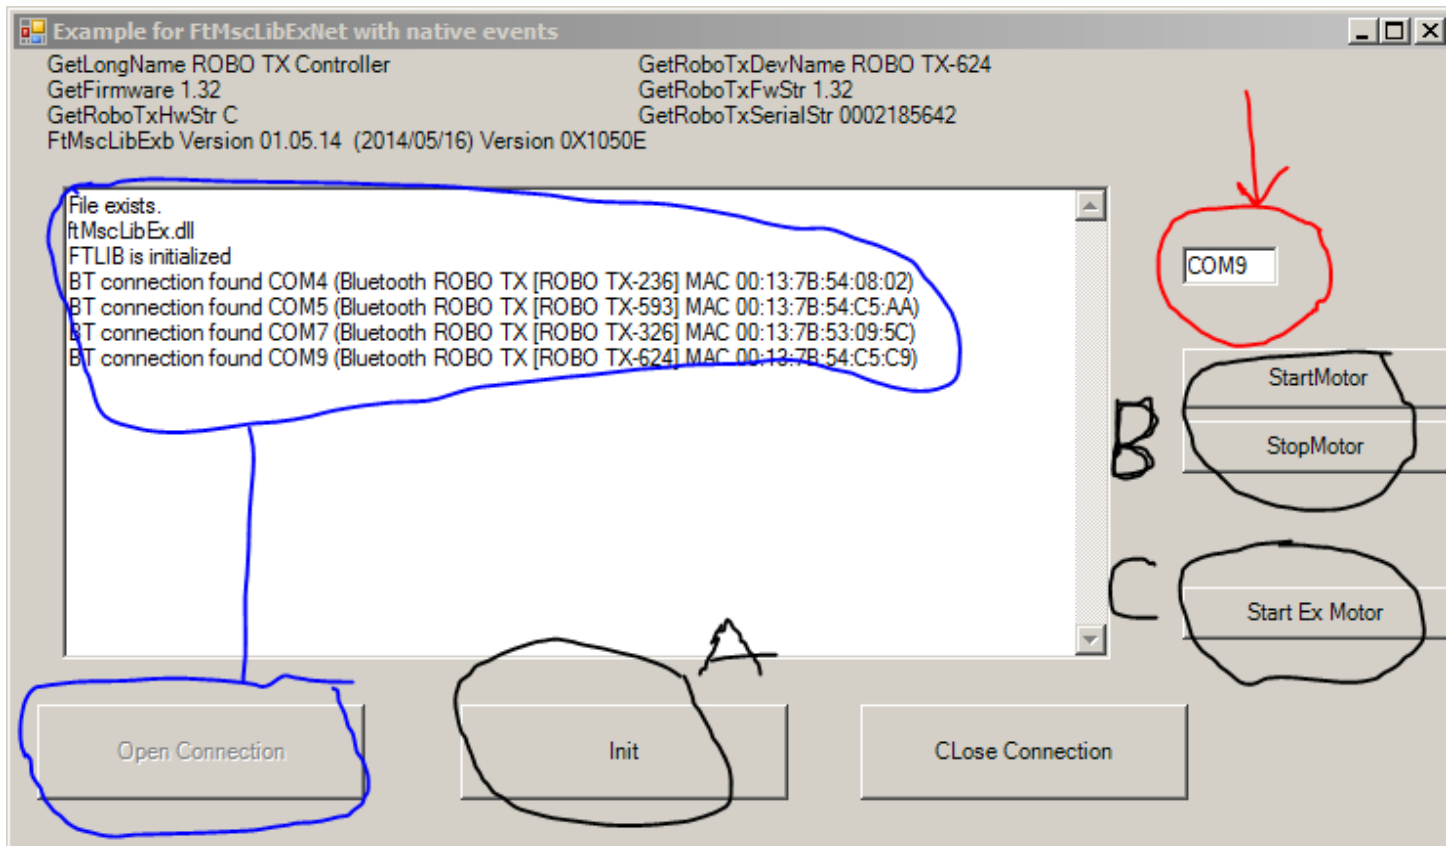 Example for FtMscLibExNet with native events
GetLongName ROBO TX Controller
GetRoboTxDevName ROBO TX-624
GetFirmware 1.32
GetRoboTxFwStr 1.32
GetRoboTxHwStr C
GetRoboTxSerialStr 0002185642
FtMscLibExb Version 01.05.14 (2014/05/16) Version 0X1050E
File exists.
ftMscLibEx.dll
FTLIB is initialized
BT connection found COM4 (Bluetooth ROBO TX [ROBO TX-236] MAC 00:13:7B:54:08:02)
BT connection found COM5 (Bluetooth ROBO TX [ROBO TX-593] MAC 00:13:7B:54:C5:AA)
BT connection found COM7 (Bluetooth ROBO TX [ROBO TX-326] MAC 00:13:7B:53:09:5C)
BT connection found COM9 (Bluetooth ROBO TX [ROBO TX-624] MAC 00:13:7B:54:C5:C9)
COM9
StartMotor
B
StopMotor
C
Start Ex Motor
A
Open Connection
Init
CLose Connection